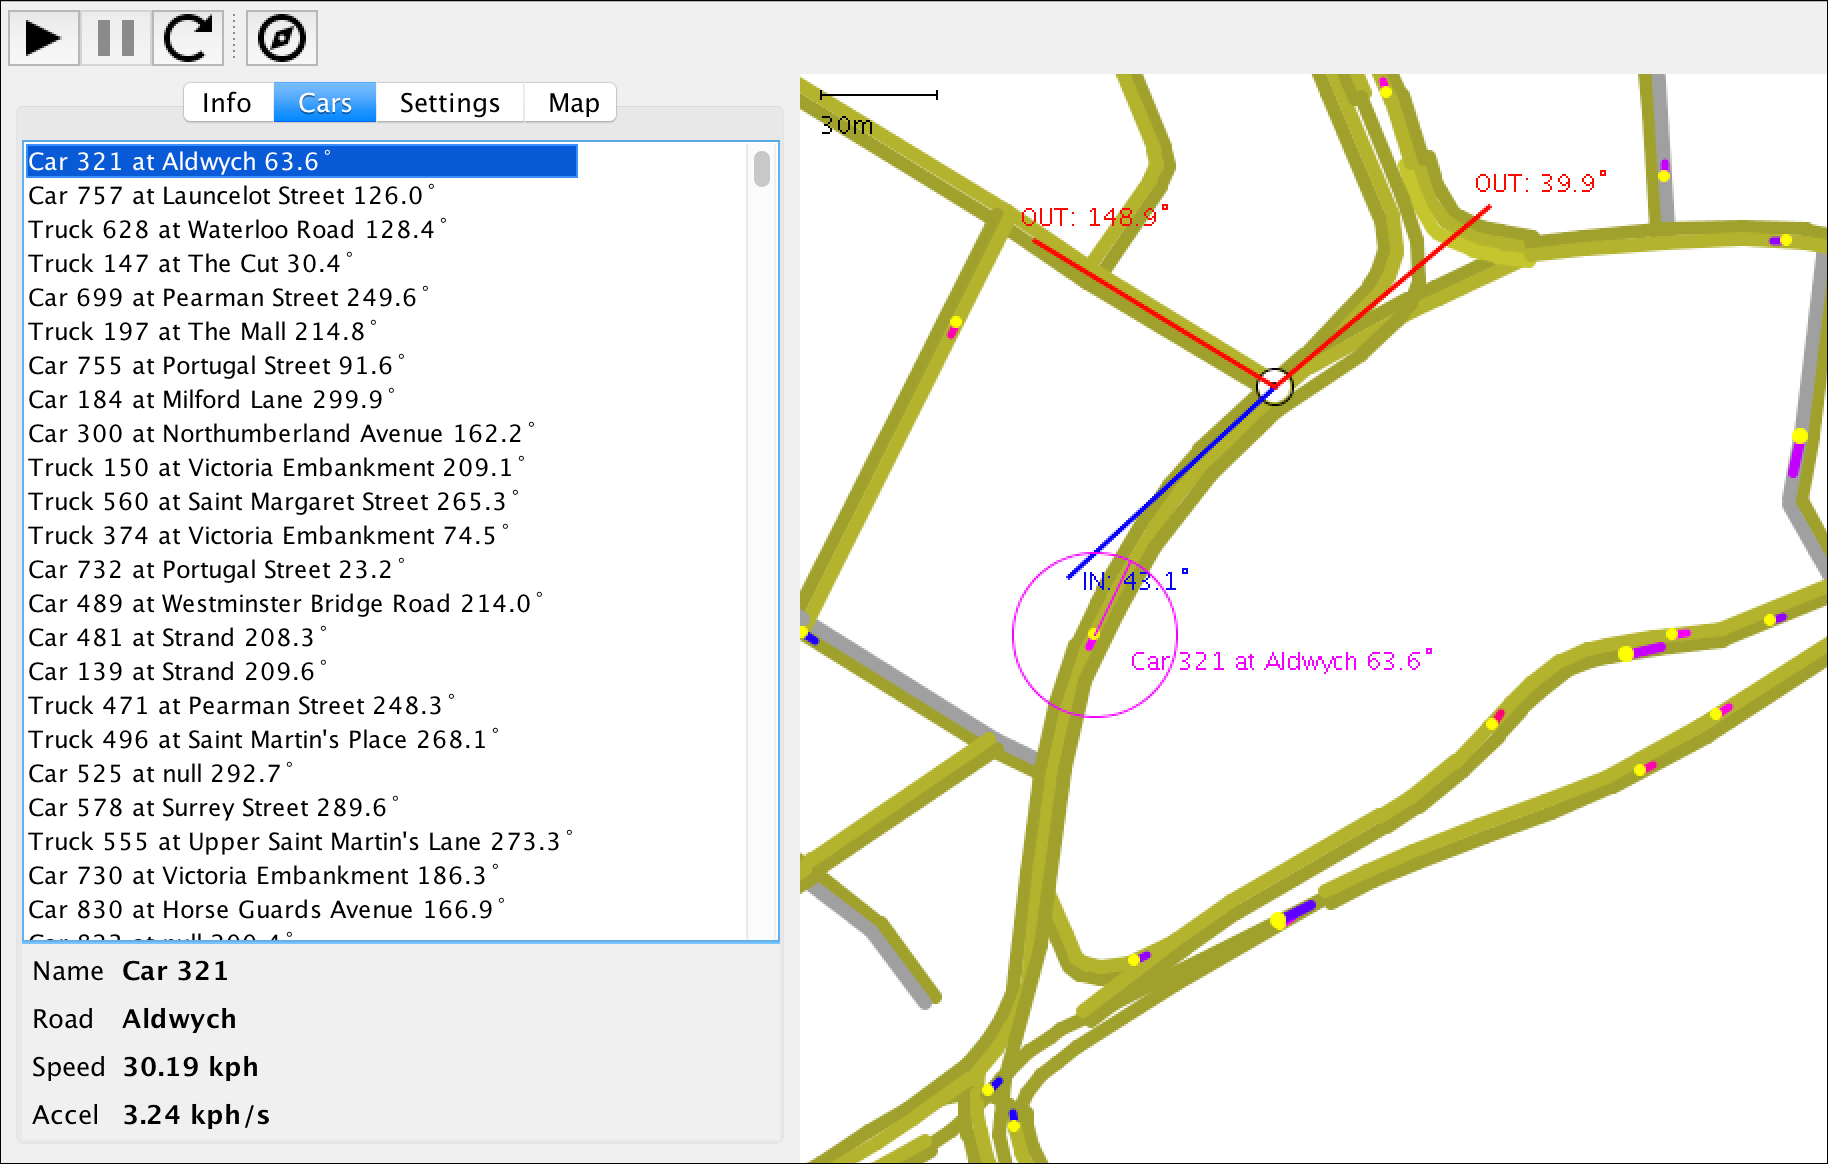 Info Cars Settings Map
Car 321 at Aldwych 63.6°
Car 757 at Launcelot Street 126.0°
Truck 628 at Waterloo Road 128.4°
Truck 147 at The Cut 30.4°
Car 699 at Pearman Street 249.6°
Truck 197 at The Mall 214.8°
Car 755 at Portugal Street 91.6°
Car 184 at Milford Lane 299.9°
Car 300 at Northumberland Avenue 162.2°
Truck 150 at Victoria Embankment 209.1°
Truck 560 at Saint Margaret Street 265.3°
Truck 374 at Victoria Embankment 74.5°
Car 732 at Portugal Street 23.2°
Car 489 at Westminster Bridge Road 214.0°
Car 481 at Strand 208.3°
Car 139 at Strand 209.6°
Truck 471 at Pearman Street 248.3°
Truck 496 at Saint Martin's Place 268.1°
Car 525 at null 292.7°
Car 578 at Surrey Street 289.6°
Truck 555 at Upper Saint Martin's Lane 273.3°
Car 730 at Victoria Embankment 186.3°
Car 830 at Horse Guards Avenue 166.9°
Name Car 321
Road Aldwych
Speed 30.19 kph
Accel 3.24 kph/s
30m
OUT: 39.9°
OUT: 148.9°
IN: 43.1°
Car 321 at Aldwych 63.6°